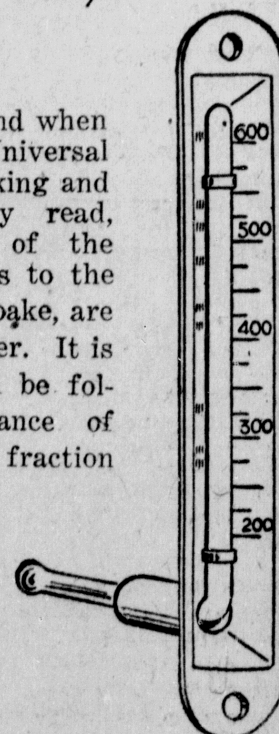 nd when
niversal
king and
y read,
of the
s to the
bake, are
er. It is
be fol-
ance of
fraction
600
500
400
300
200